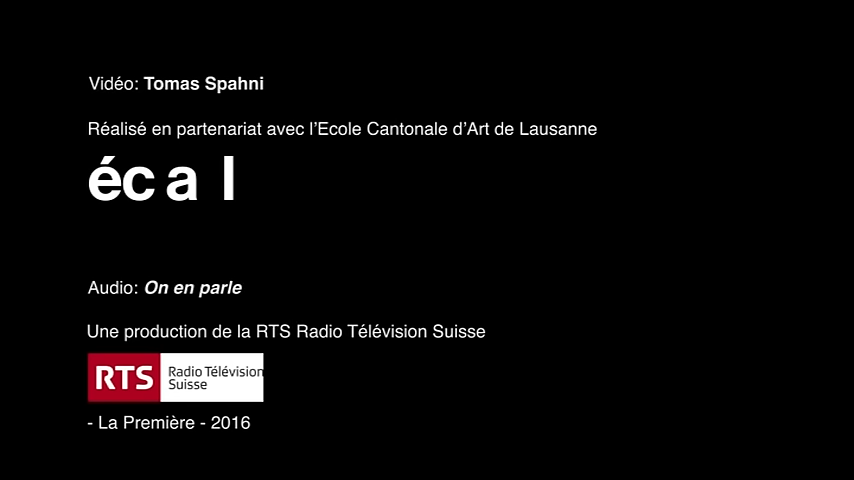 Vidéo: Tomas Spahni
Réalisé en partenariat avec l'Ecole Cantonale d'Art de Lausanne
éc a l
Audio: On en parle
Une production de la RTS Radio Télévision Suisse
RTS Radio Télévision
Suisse
- La Première - 2016